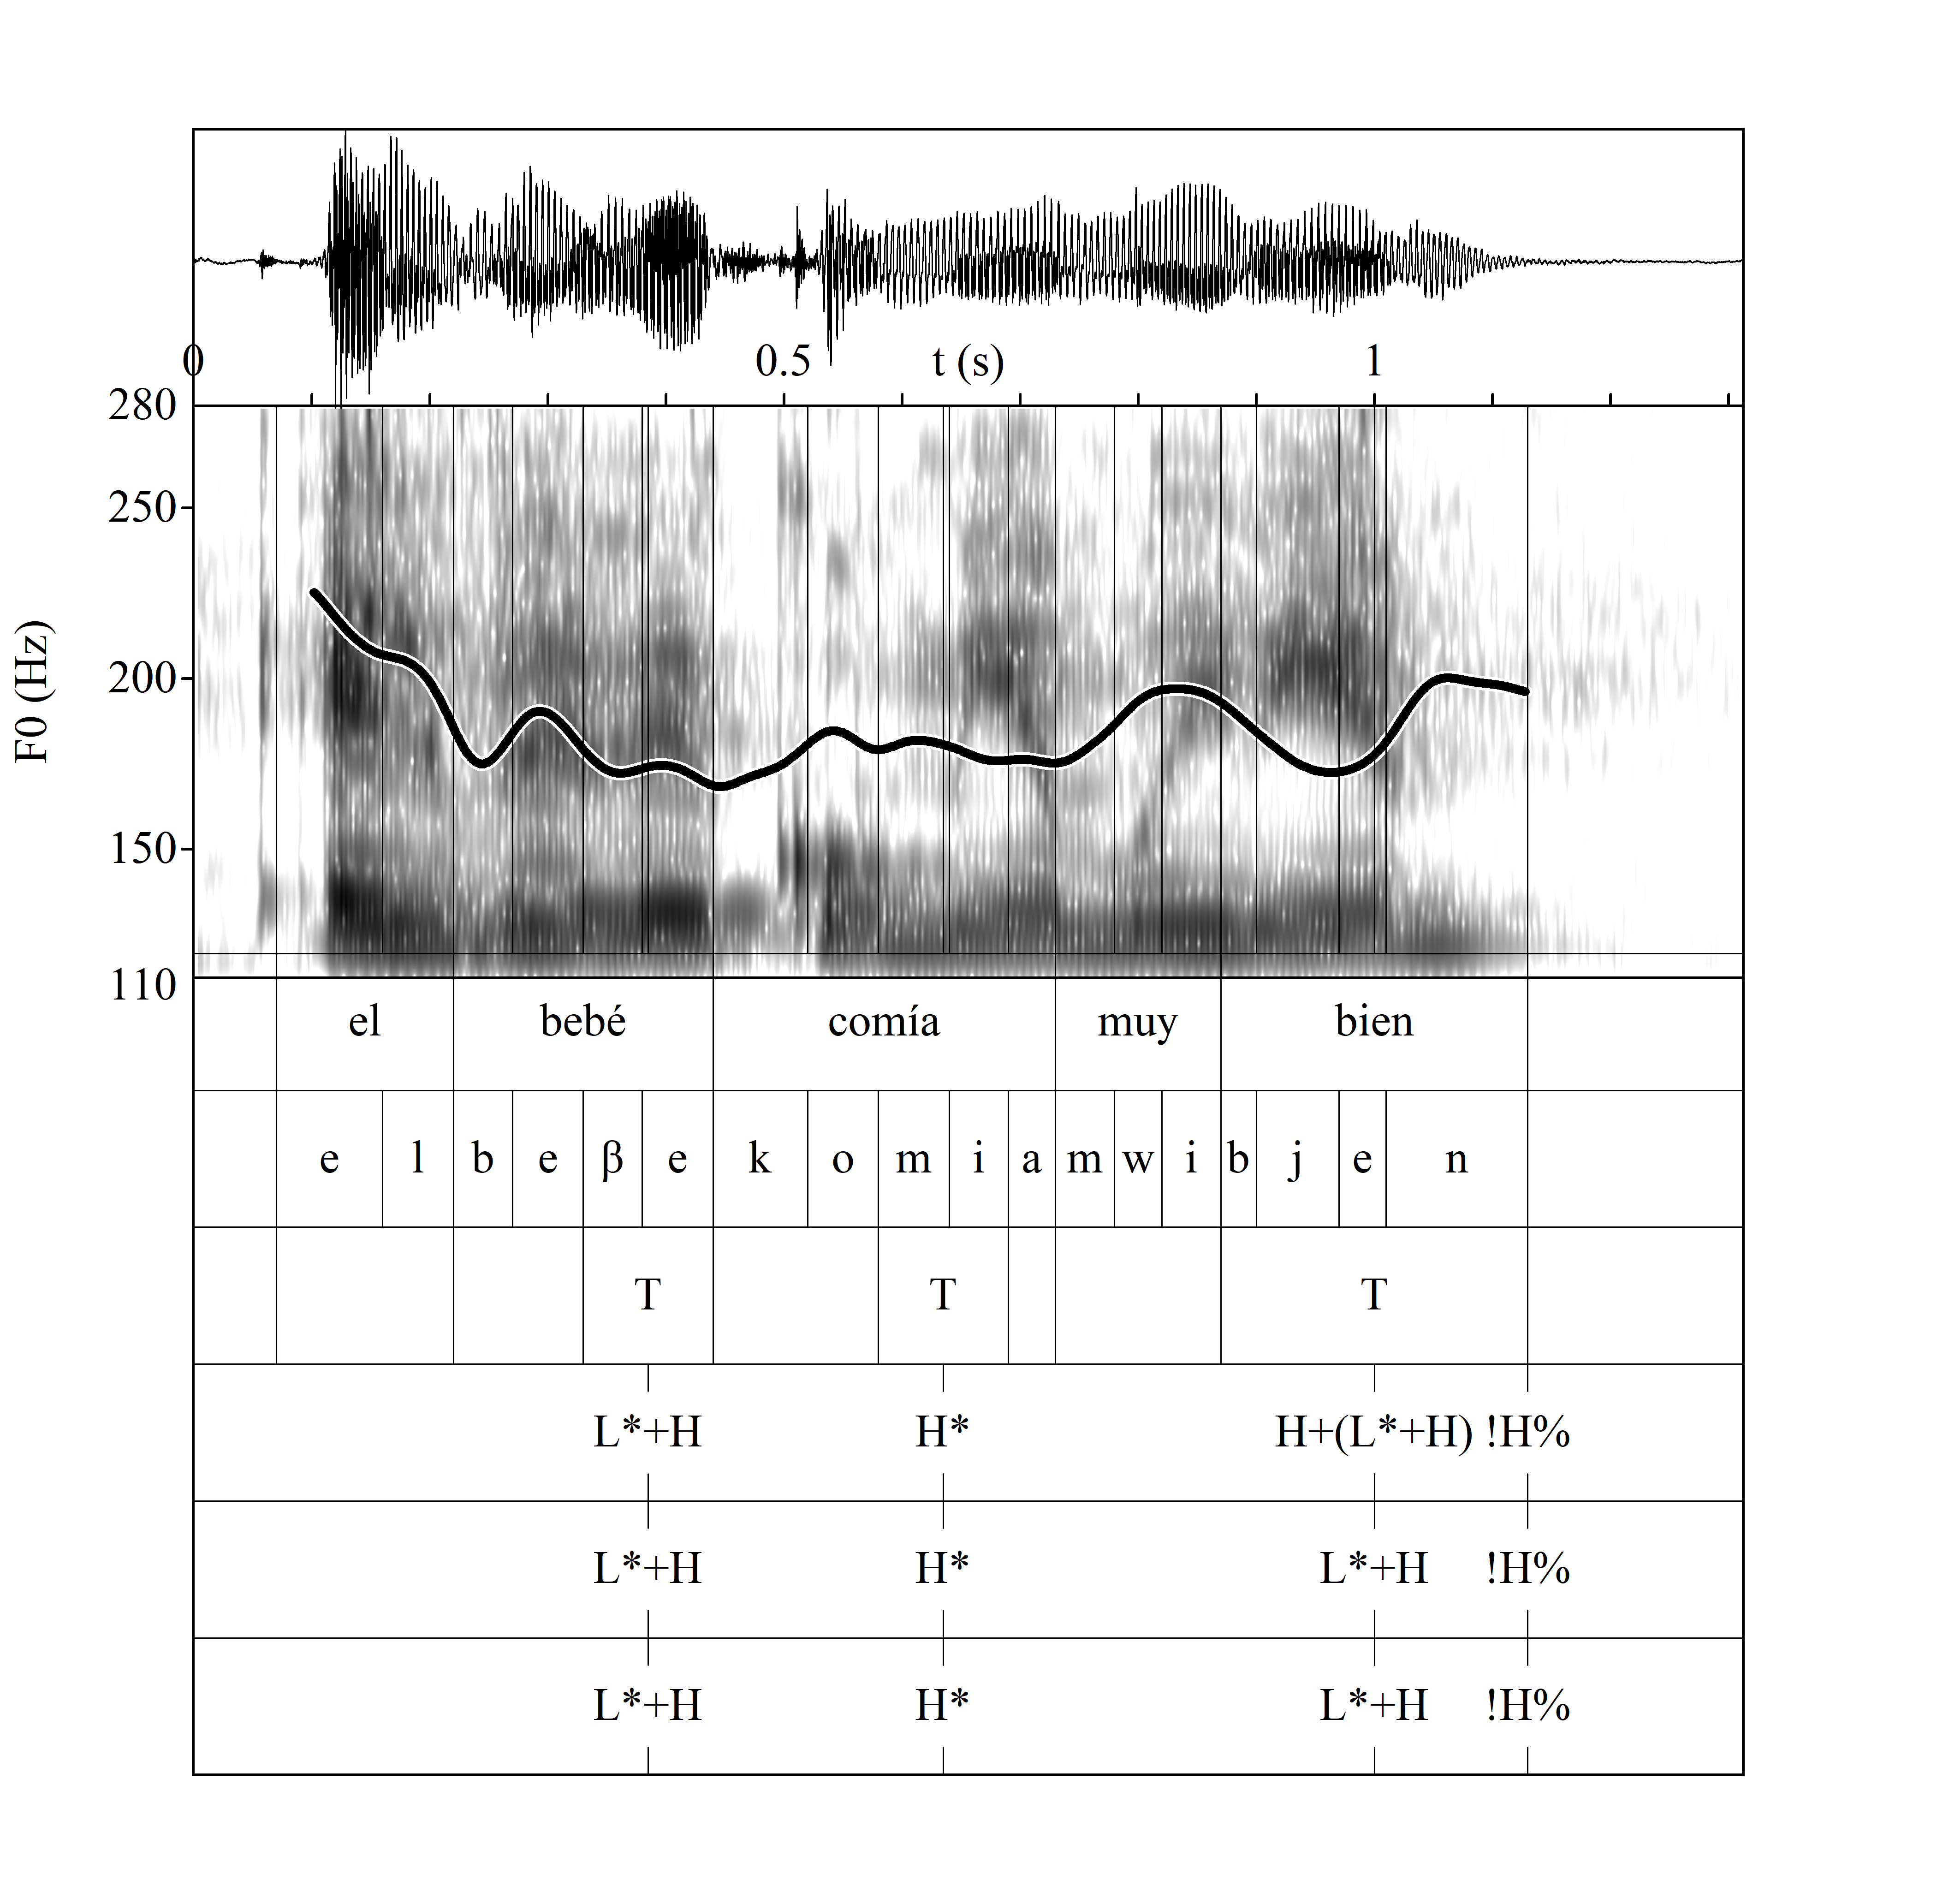 0 0.5 t (s) 1
280
250
200
150
110
F0 (Hz)
el bebé comía muy bien
e l b e β e k o m i a m w i b j e n
T T T
L*+H H* H+(L*+H) !H%
L*+H H* L*+H !H%
L*+H H* L*+H !H%